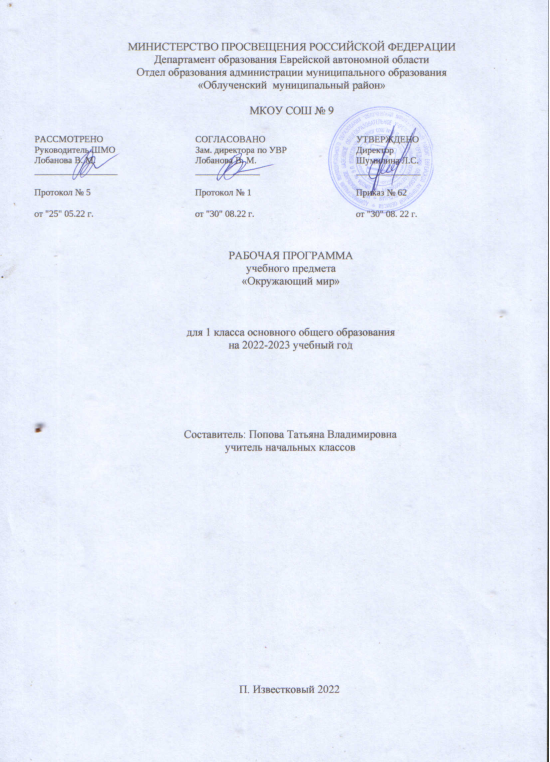 МИНИСТЕРСТВО ПРОСВЕЩЕНИЯ РОССИЙСКОЙ ФЕДЕРАЦИИ
Департамент образования Еврейской автономной области
Отдел образования администрации муниципального образования
«Облученский муниципальный район»
МКОУ СОШ № 9
РАССМОТРЕНО
Руководитель ШМО
Лобанова В. М.
Протокол № 5
от "25" 05.22 г.
СОГЛАСОВАНО
Зам. директора по УВР
Лобанова В. М.
Протокол № 1
от "30" 08.22 г.
УТВЕРЖДЕНО
Директор
Л.С.
Приказ № 62
от "30" 08. 22 г.
РАБОЧАЯ ПРОГРАММА
учебного предмета
«Окружающий мир»
для 1 класса основного общего образования
на 2022-2023 учебный год
Составитель: Попова Татьяна Владимировна
учитель начальных классов
П. Известковый 2022